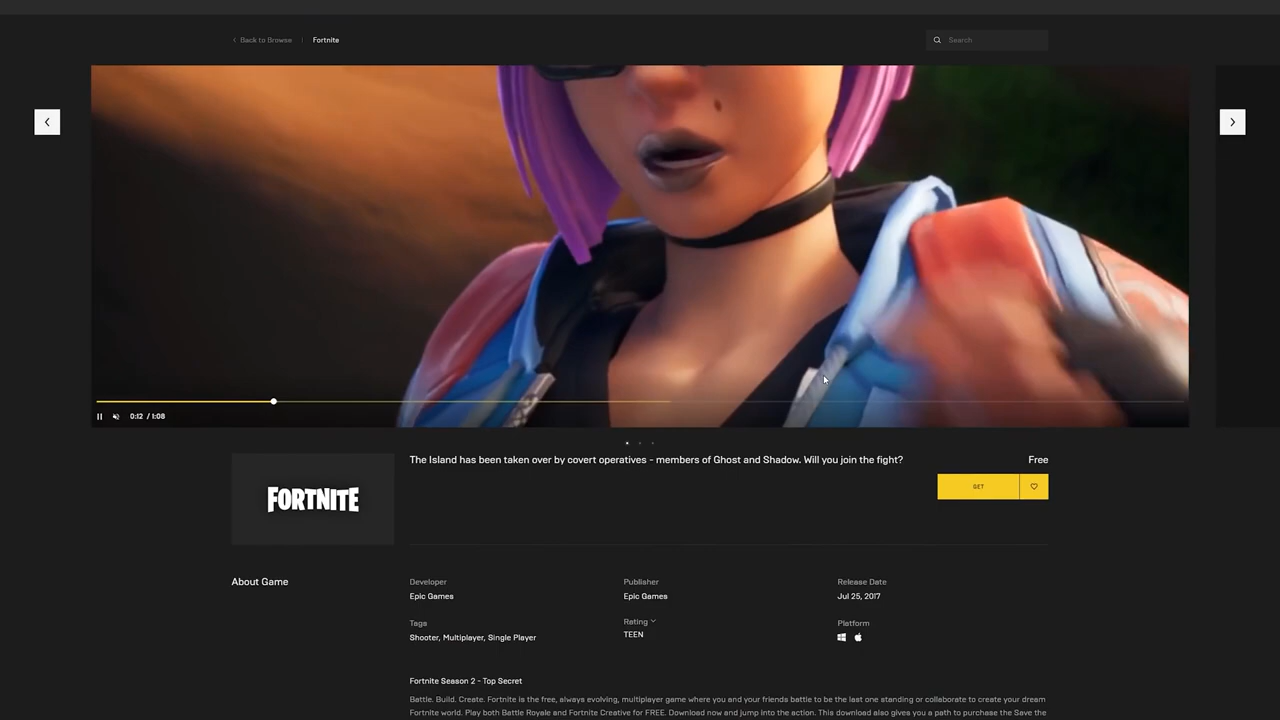 Back to Browse
Fortnite
Search
0:12 / 1:08
The Island has been taken over by covert operatives - members of Ghost and Shadow. Will you join the fight?
Free
GET
FORTNITE
About Game
Developer
Publisher
Release Date
Epic Games
Epic Games
Jul 25, 2017
Tags
Rating
Platform
Shooter, Multiplayer, Single Player
TEEN
Fortnite Season 2 - Top Secret
Battle. Build. Create. Fortnite is the free, always evolving, multiplayer game where you and your friends battle to be the last one standing or collaborate to create your dream
Fortnite world. Play both Battle Royale and Fortnite Creative for FREE. Download now and jump into the action. This download also gives you a path to purchase the Save the